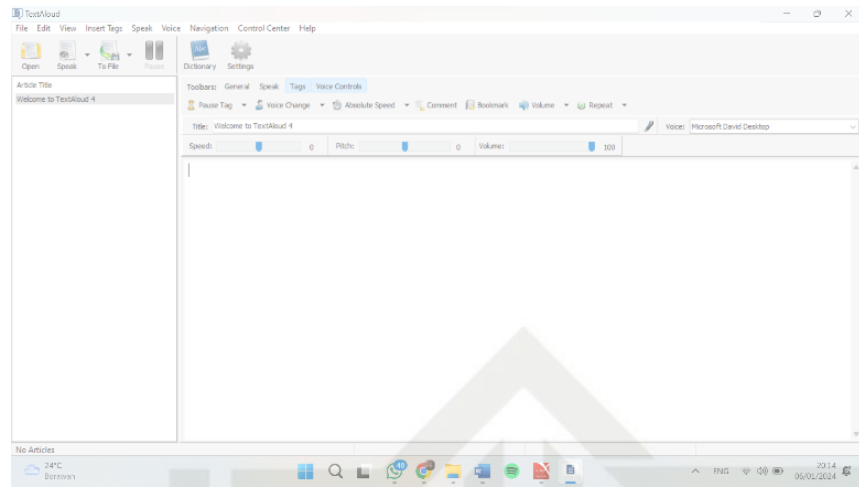 TextAloud
File Edit View Insert Tags Speak Voice Navigation Control Center Help
Open Speak To File Pause Dictionary Settings
Article Title
Welcome to TextAloud 4
Toolbars: General Speak Tags Voice Controls
Pause Tag Voice Change Absolute Speed Comment Bookmark Volume Repeat
Title: Welcome to TextAloud 4 Voice: Microsoft David Desktop
Speed: 0 Pitch: 0 Volume: 100
No Articles
24°C
Berawan
40
ENG
20:14
06/01/2024